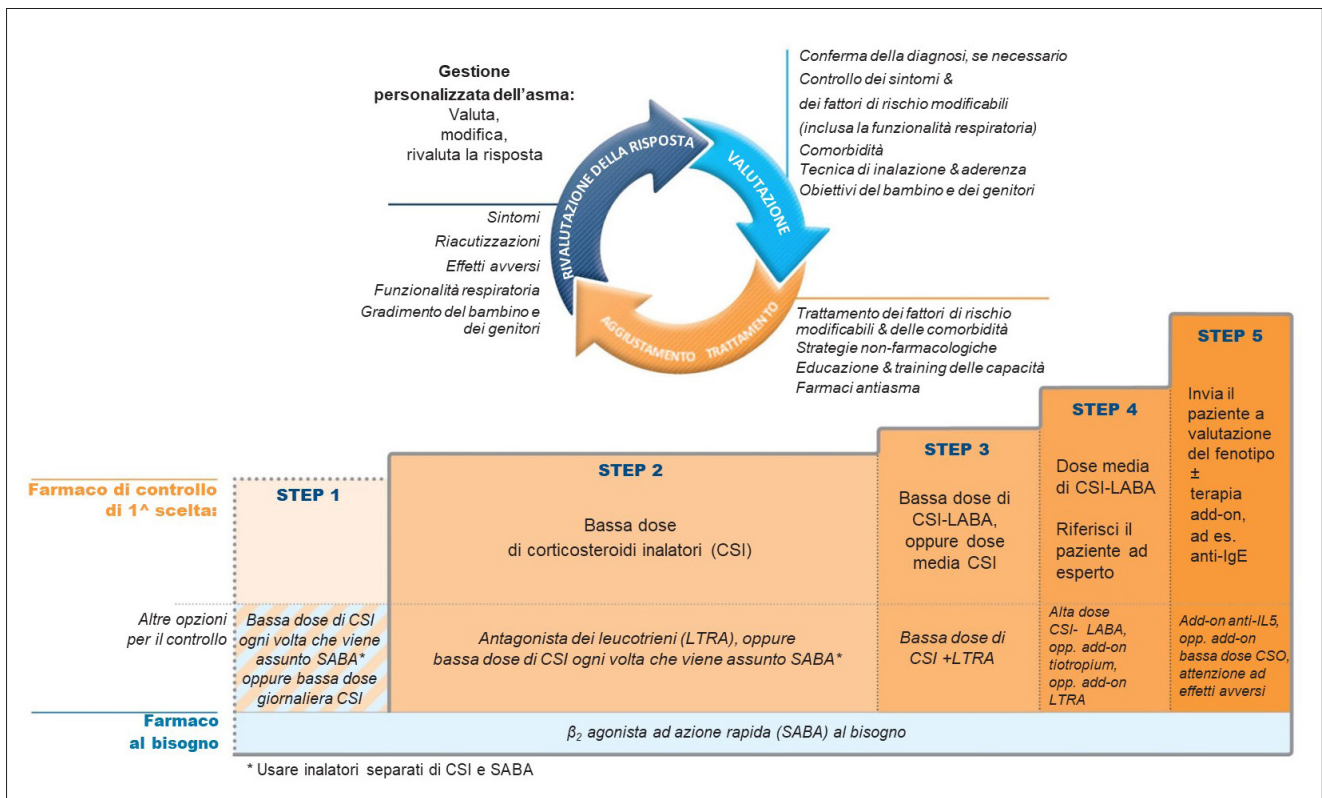 Gestione
personalizzata dell'asma:
Valuta,
modifica,
rivaluta la risposta
Conferma della diagnosi, se necessario
Controllo dei sintomi &
dei fattori di rischio modificabili
(inclusa la funzionalità respiratoria)
Comorbidità
Tecnica di inalazione & aderenza
Obiettivi del bambino e dei genitori
RIVALUTAZIONE DELLA RISPOSTA
VALUTAZIONE
AGGIUSTAMENTO TRATTAMENTO
Sintomi
Riacutizzazioni
Effetti avversi
Funzionalità respiratoria
Gradimento del bambino e
dei genitori
Trattamento dei fattori di rischio
modificabili & delle comorbidità
Strategie non-farmacologiche
Educazione & training delle capacità
Farmaci antiasma
Farmaco di controllo
di 1^ scelta:
STEP 1
STEP 2
Bassa dose
di corticosteroidi inalatori (CSI)
STEP 3
Bassa dose di
CSI-LABA,
oppure dose
media CSI
STEP 4
Dose media
di CSI-LABA
Riferisci il
paziente ad
esperto
STEP 5
Invia il
paziente a
valutazione
del fenotipo
±
terapia
add-on,
ad es.
anti-IgE
Altre opzioni
per il controllo
Bassa dose di CSI
ogni volta che viene
assunto SABA*
oppure bassa dose
giornaliera CSI
Antagonista dei leucotrieni (LTRA), oppure
bassa dose di CSI ogni volta che viene assunto SABA*
Bassa dose di
CSI +LTRA
Alta dose
CSI- LABA,
opp. add-on
tiotropium,
opp. add-on
LTRA
Add-on anti-IL5,
opp. add-on
bassa dose CSO,
attenzione ad
effetti avversi
Farmaco
al bisogno
β2 agonista ad azione rapida (SABA) al bisogno
* Usare inalatori separati di CSI e SABA